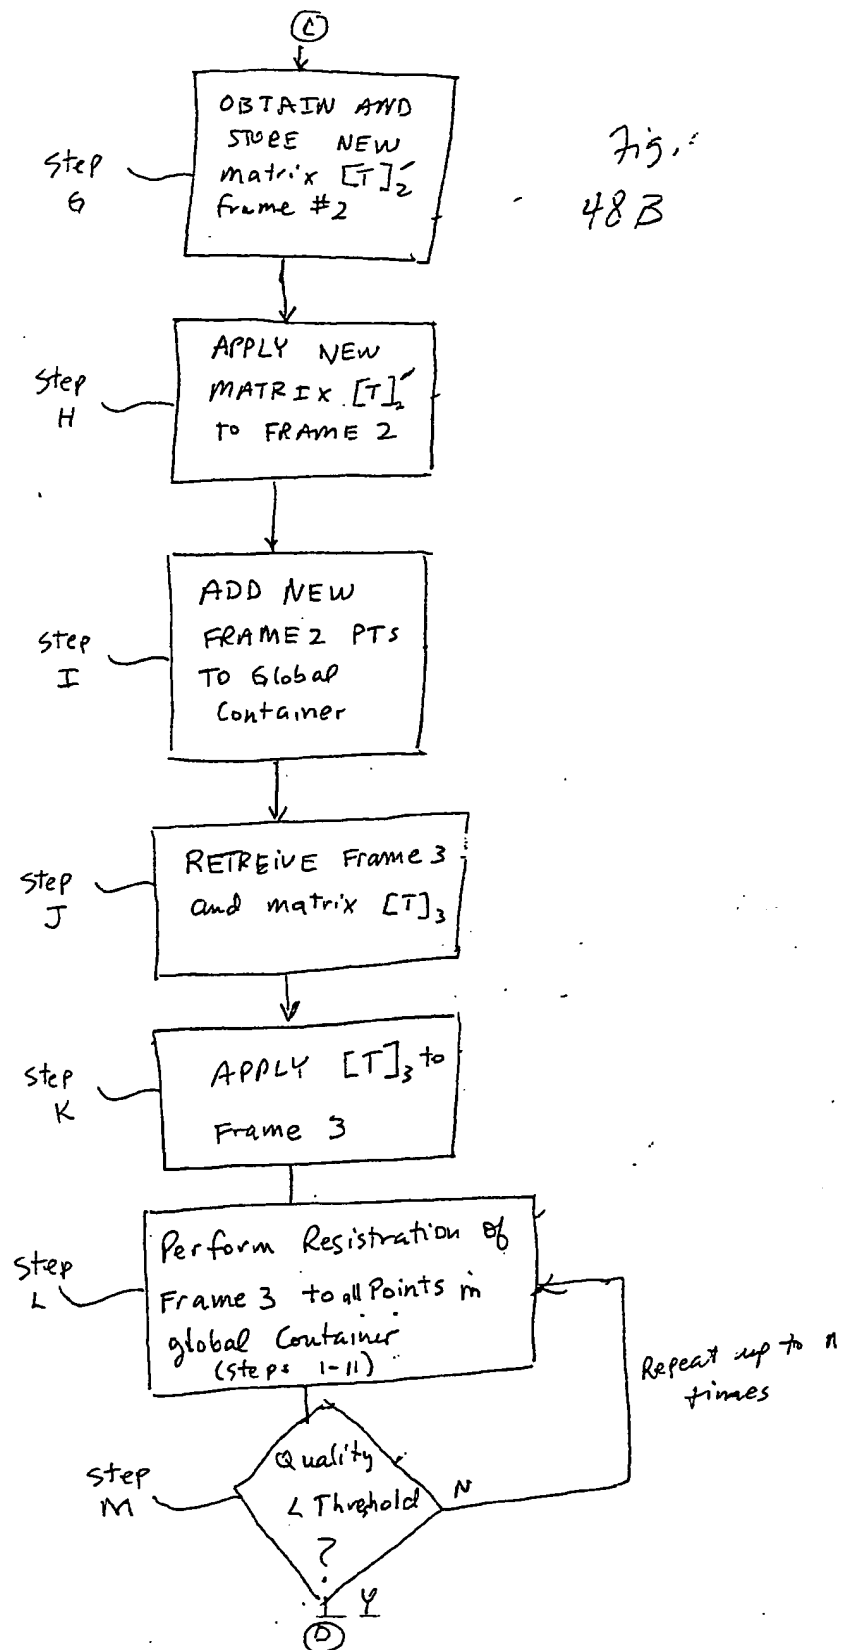 C
OBTAIN AND
STORE NEW
matrix [T]₂′
frame #2
Step
G
Fig.
48B
APPLY NEW
MATRIX [T]₂′
to FRAME 2
Step
H
ADD NEW
FRAME 2 PTS
TO Global
Container
Step
I
RETREIVE Frame 3
and matrix [T]₃
Step
J
APPLY [T]₃ to
Frame 3
Step
K
Perform Registration of
Frame 3 to all Points in
global Container
(steps 1-11)
Step
L
Repeat up to n
times
Quality
< Threshold
?
Step
M
N
Y
D